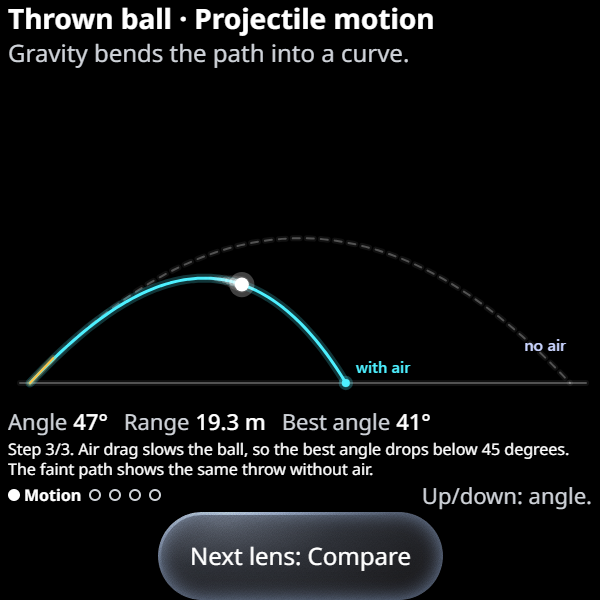 Thrown ball · Projectile motion
Gravity bends the path into a curve.
no air
with air
Angle 47° Range 19.3 m Best angle 41°
Step 3/3. Air drag slows the ball, so the best angle drops below 45 degrees.
The faint path shows the same throw without air.
Motion
Up/down: angle.
Next lens: Compare